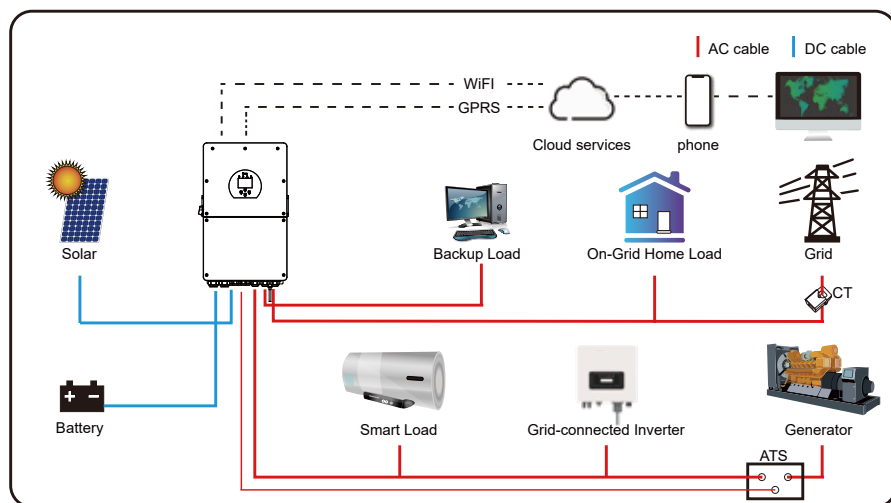 AC cable
DC cable
WiFI
GPRS
Cloud services
phone
Solar
Backup Load
On-Grid Home Load
Grid
CT
Battery
Smart Load
Grid-connected Inverter
Generator
ATS